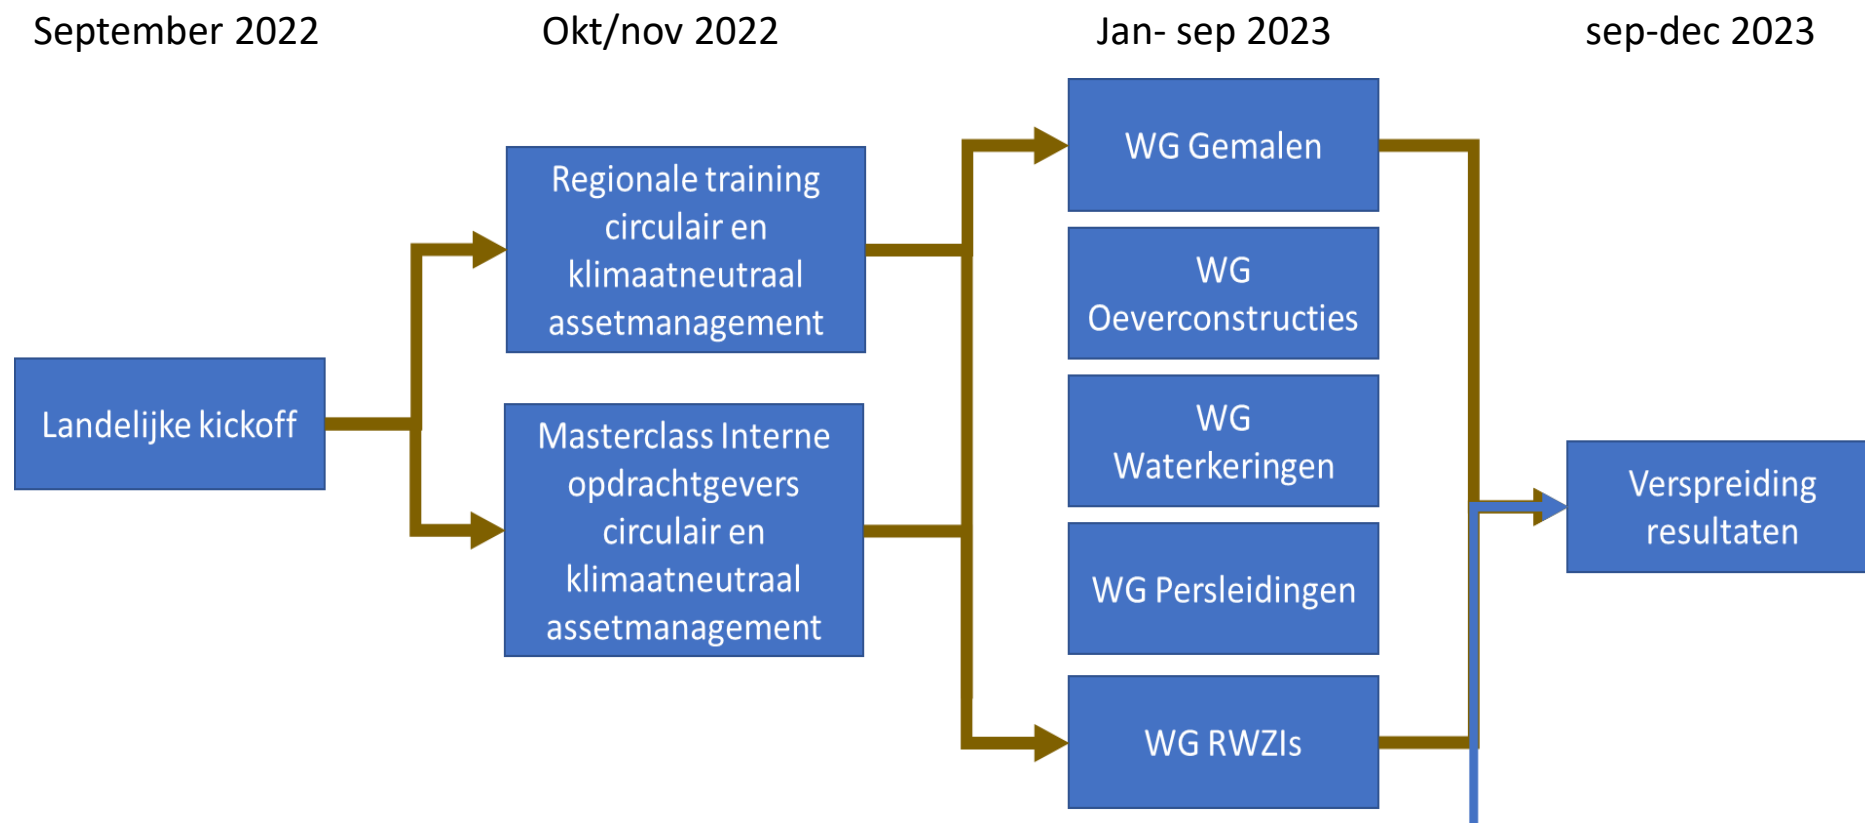 September 2022
Okt/nov 2022
Jan- sep 2023
sep-dec 2023
Landelijke kickoff
Regionale training
circulair en
klimaatneutraal
assetmanagement
Masterclass Interne
opdrachtgevers
circulair en
klimaatneutraal
assetmanagement
WG Gemalen
WG
Oeverconstructies
WG
Waterkeringen
WG Persleidingen
WG RWZIs
Verspreiding
resultaten